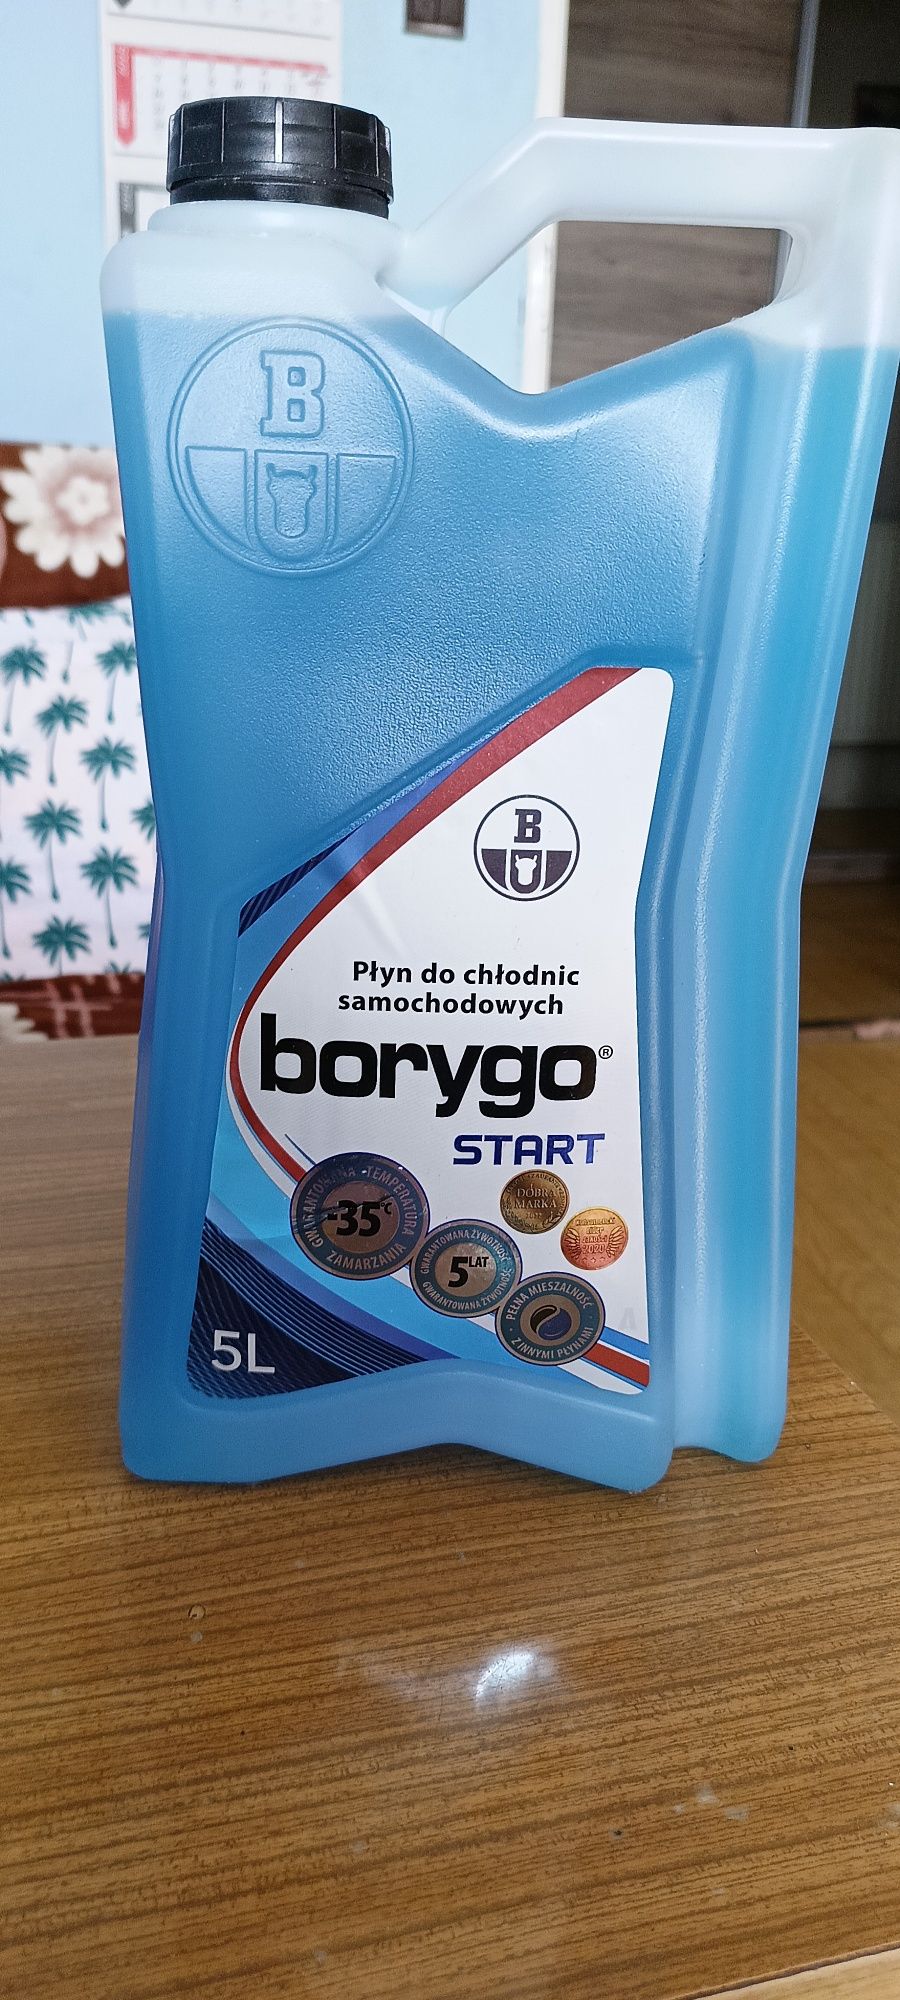 B
B
Płyn do chłodnic
samochodowych
borygo®
START
GWARANTOWANA TEMPERATURA
-35°C
ZAMARZANIA
GWARANTOWANA ŻYWOTNOŚĆ
5 LAT
GWARANTOWANA ŻYWOTNOŚĆ
DOBRA
MARKA
2020
PEŁNA MIESZALNOŚĆ
Z INNYMI PŁYNAMI
5L